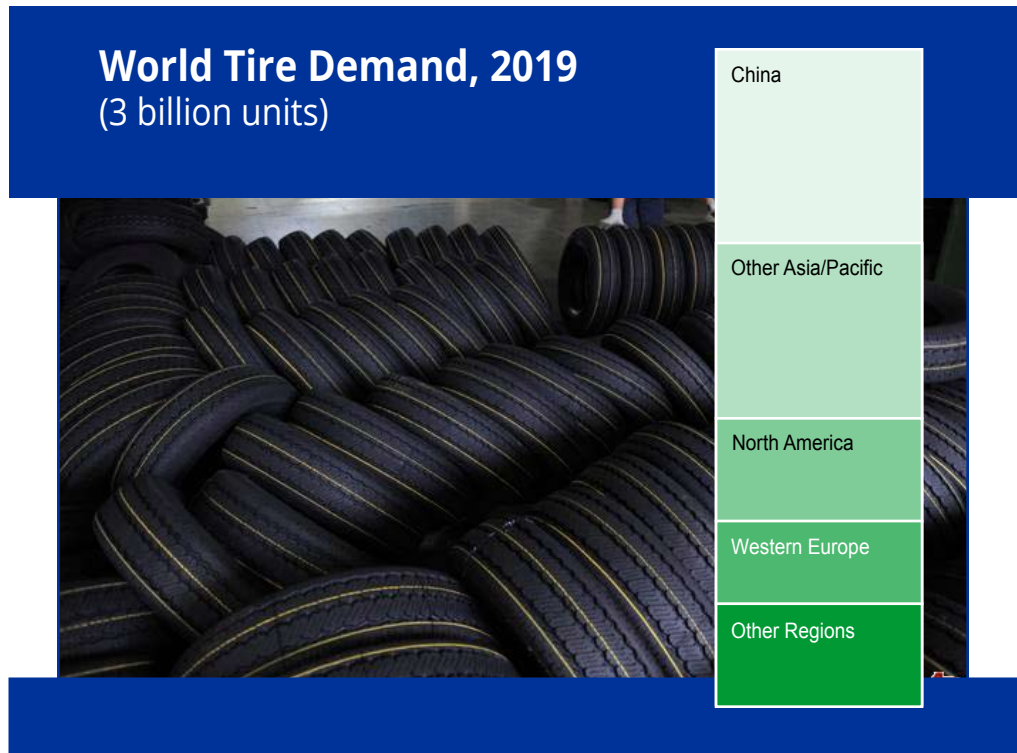 World Tire Demand, 2019
(3 billion units)
China
Other Asia/Pacific
North America
Western Europe
Other Regions